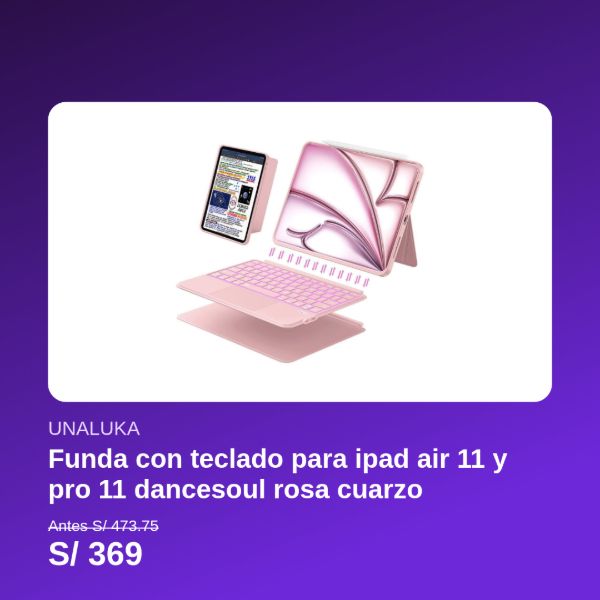 UNALUKA
Funda con teclado para ipad air 11 y
pro 11 dancesoul rosa cuarzo
Antes S/ 473.75
S/ 369